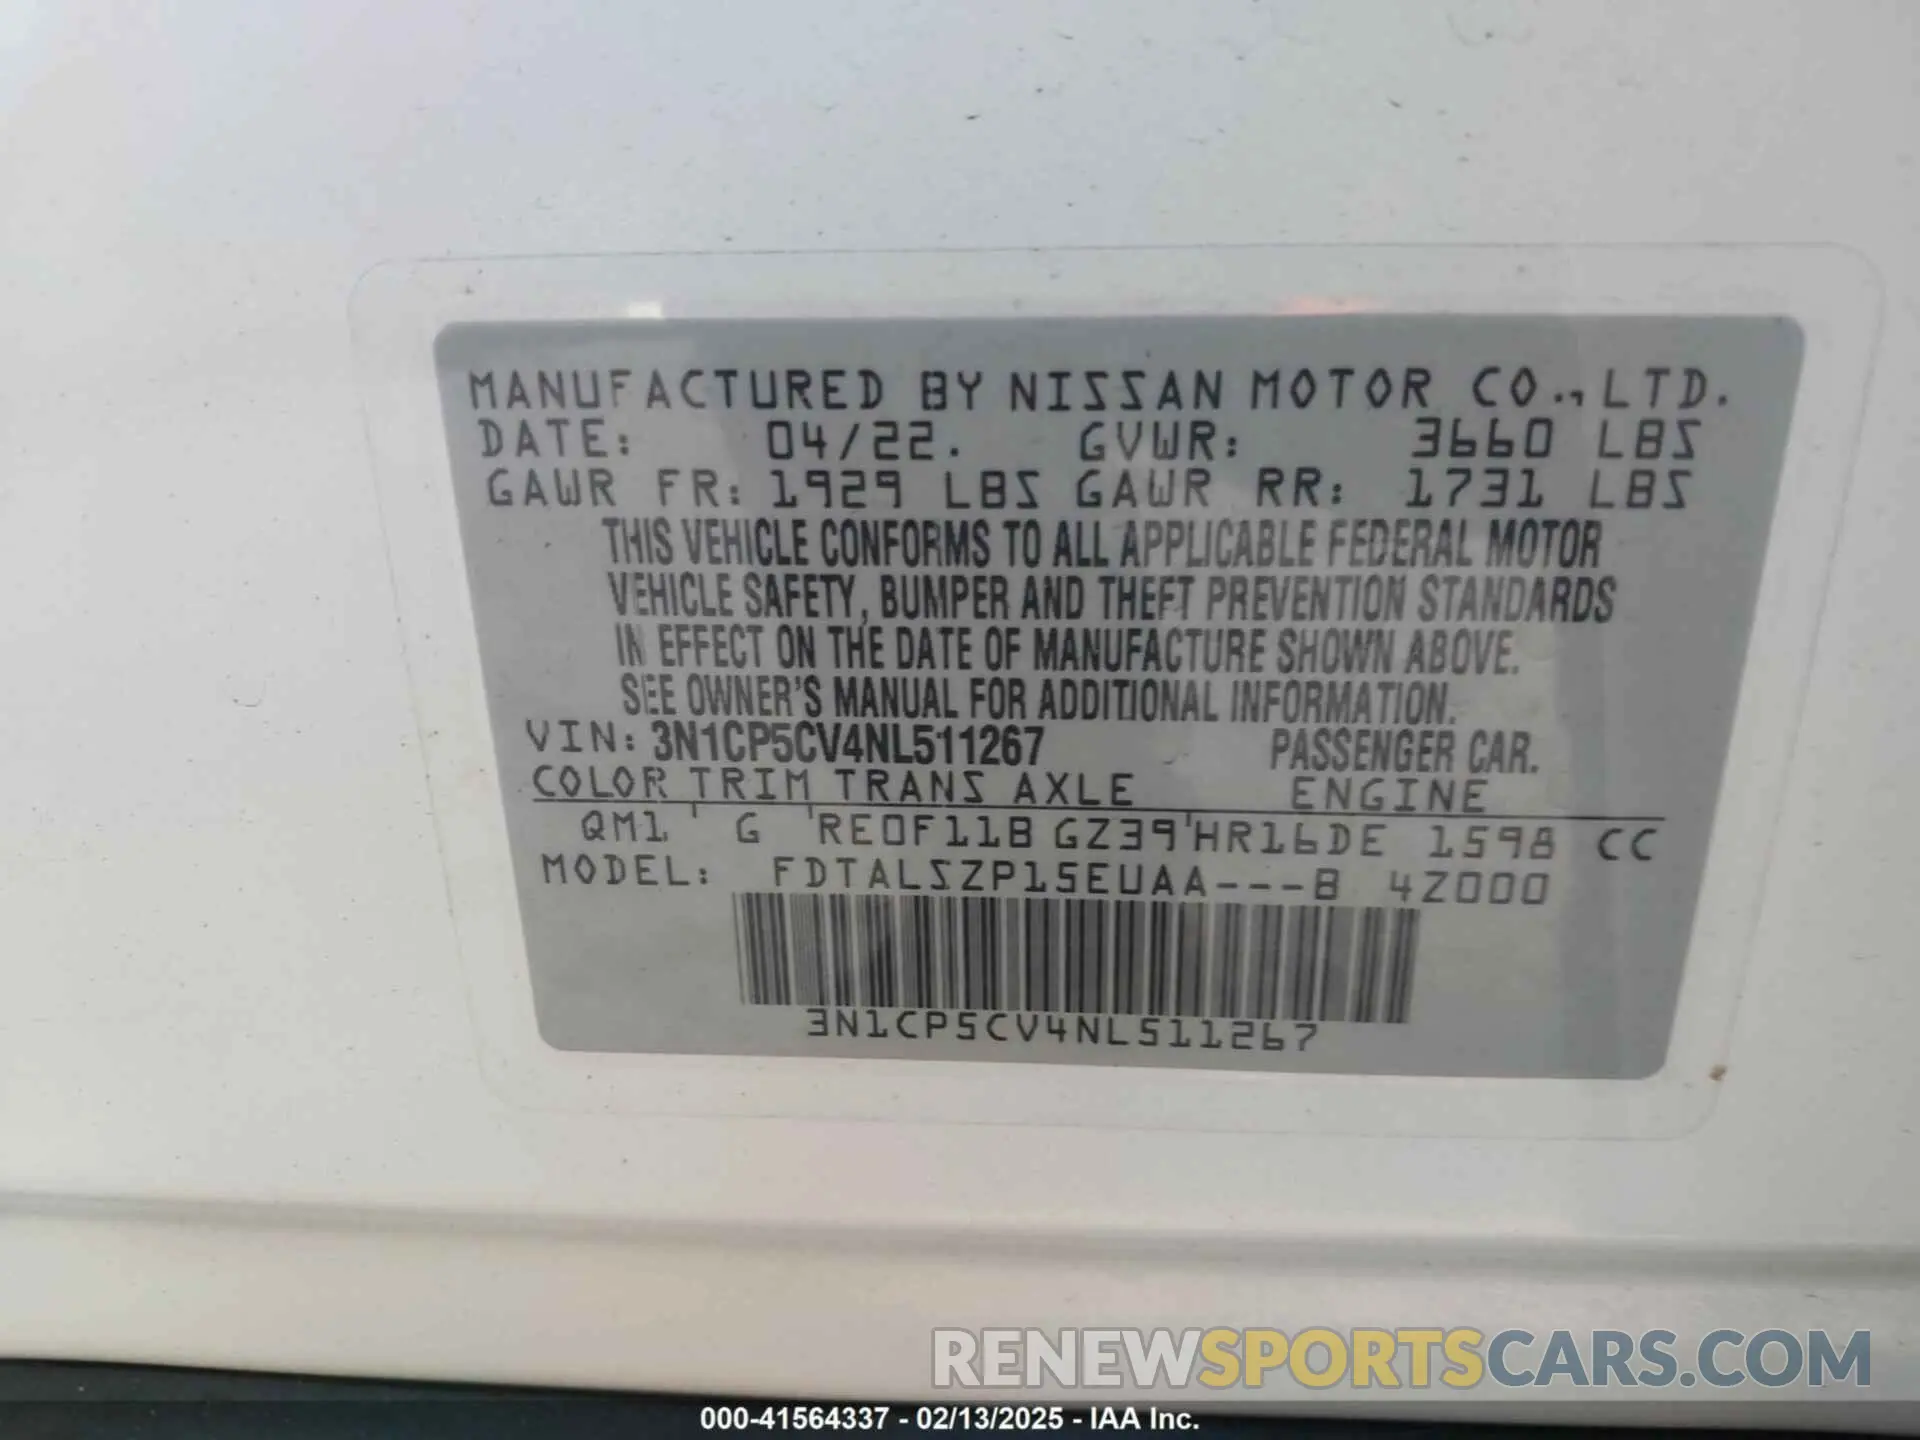 MANUFACTURED BY NISSAN MOTOR CO., LTD.
DATE: 04/22. GVWR: 3660 LBS
GAWR FR: 1929 LBS GAWR RR: 1731 LBS
THIS VEHICLE CONFORMS TO ALL APPLICABLE FEDERAL MOTOR
VEHICLE SAFETY, BUMPER AND THEFT PREVENTION STANDARDS
IN EFFECT ON THE DATE OF MANUFACTURE SHOWN ABOVE.
SEE OWNER'S MANUAL FOR ADDITIONAL INFORMATION.
VIN: 3N1CP5CV4NL511267 PASSENGER CAR.
COLOR TRIM TRANS AXLE ENGINE
QM1 G RE0F11B GZ39 HR16DE 1598 CC
MODEL: FDTALSZP15EUAA---B 4Z000
3N1CP5CV4NL511267
RENEWSPORTSCARS.COM
000-41564337 - 02/13/2025 - IAA Inc.